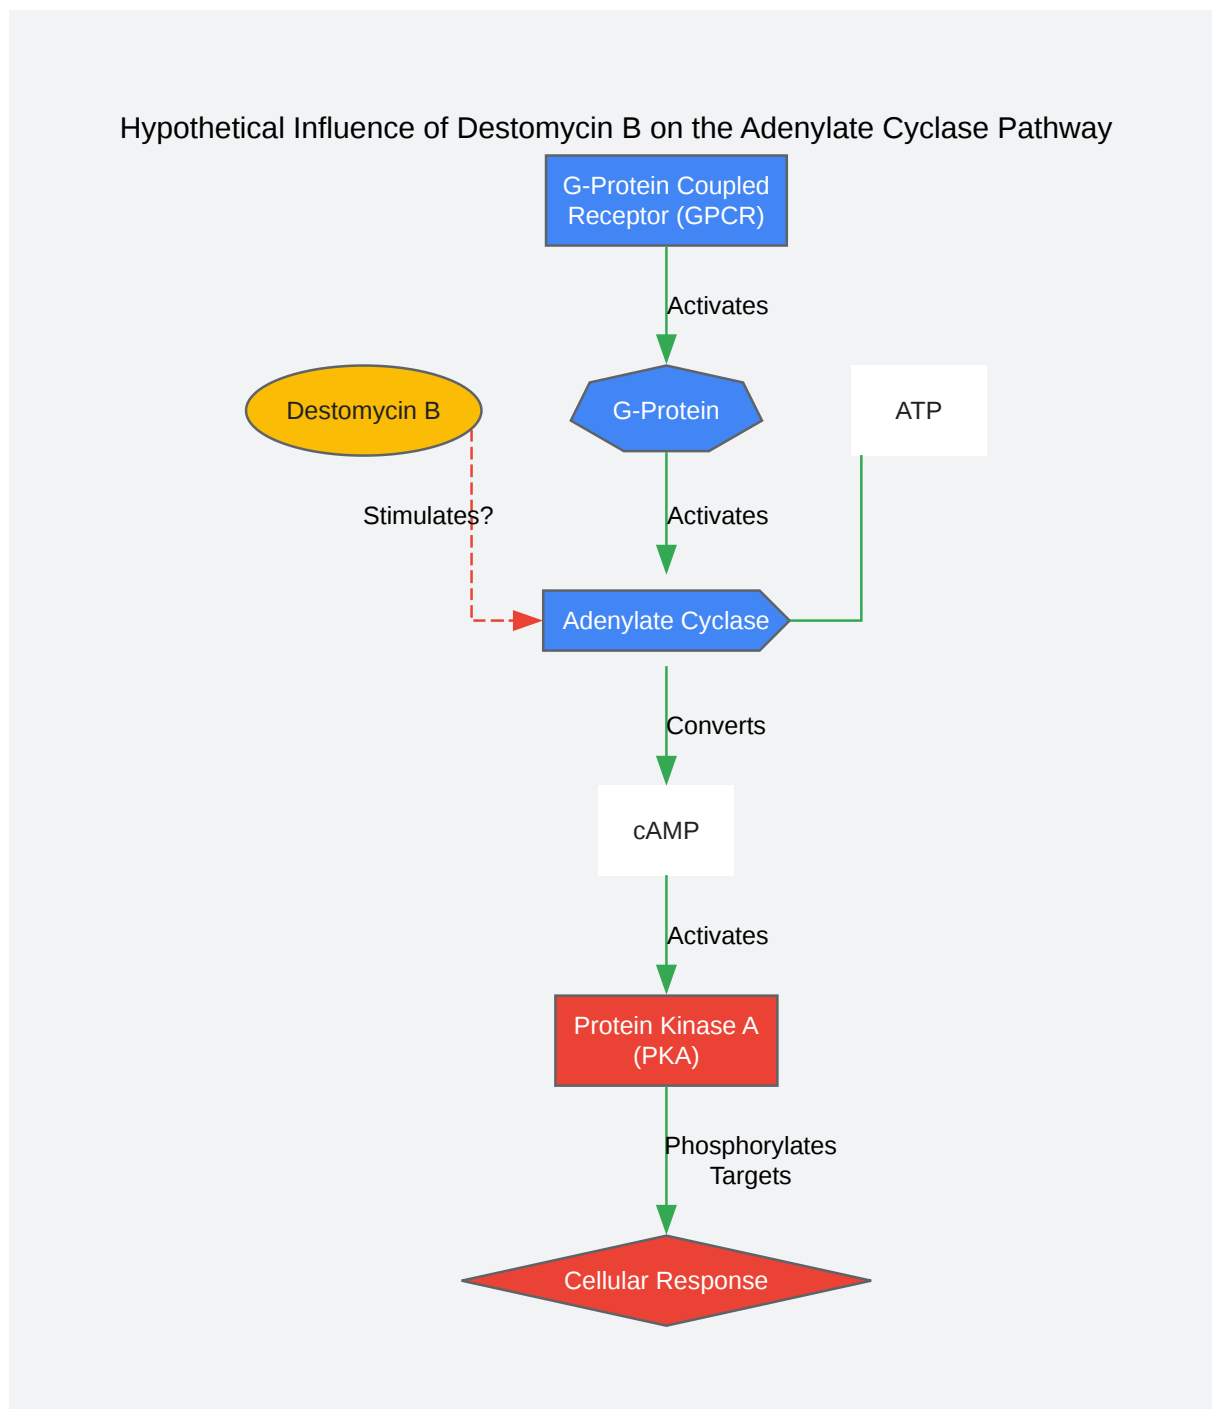 Hypothetical Influence of Destomycin B on the Adenylate Cyclase Pathway
G-Protein Coupled
Receptor (GPCR)
Activates
Destomycin B
G-Protein
ATP
Stimulates?
Activates
Adenylate Cyclase
Converts
cAMP
Activates
Protein Kinase A
(PKA)
Phosphorylates
Targets
Cellular Response